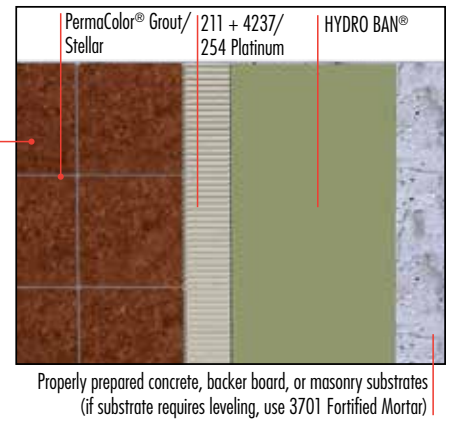 PermaColor® Grout/
Stellar
211 + 4237/
254 Platinum
HYDRO BAN®
Properly prepared concrete, backer board, or masonry substrates
(if substrate requires leveling, use 3701 Fortified Mortar)